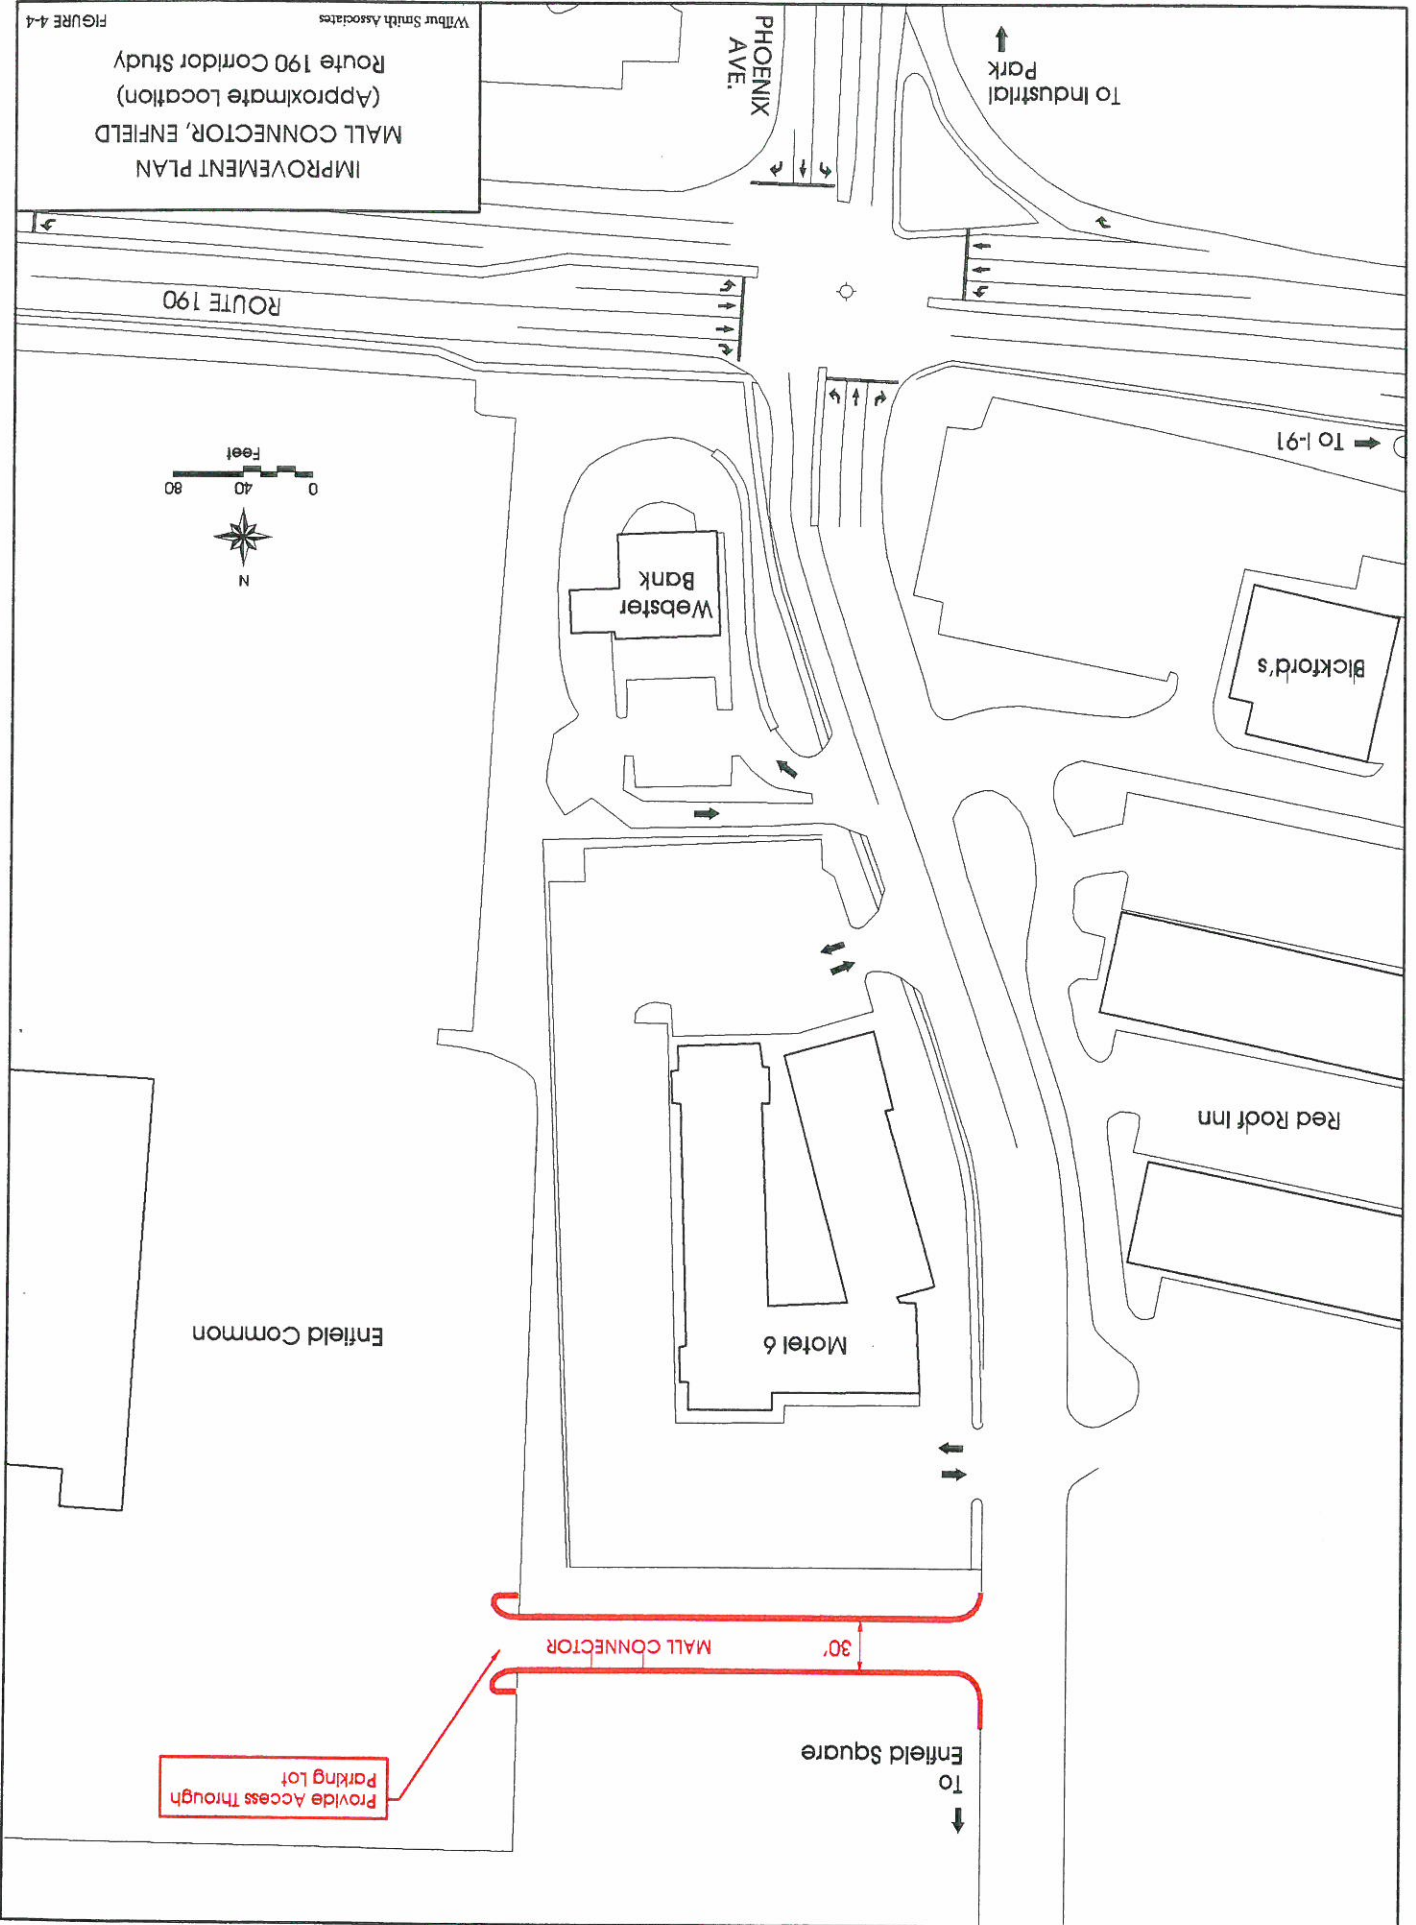 To
Enfield Square
Provide Access Through
Parking Lot
30'
MALL CONNECTOR
Motel 6
Enfield Common
Red Roof Inn
Bickford's
Webster
Bank
N
0 40 80
Feet
To I-91
ROUTE 190
To Industrial
Park
PHOENIX
AVE.
IMPROVEMENT PLAN
MALL CONNECTOR, ENFIELD
(Approximate Location)
Route 190 Corridor Study
Wilbur Smith Associates
FIGURE 4-4